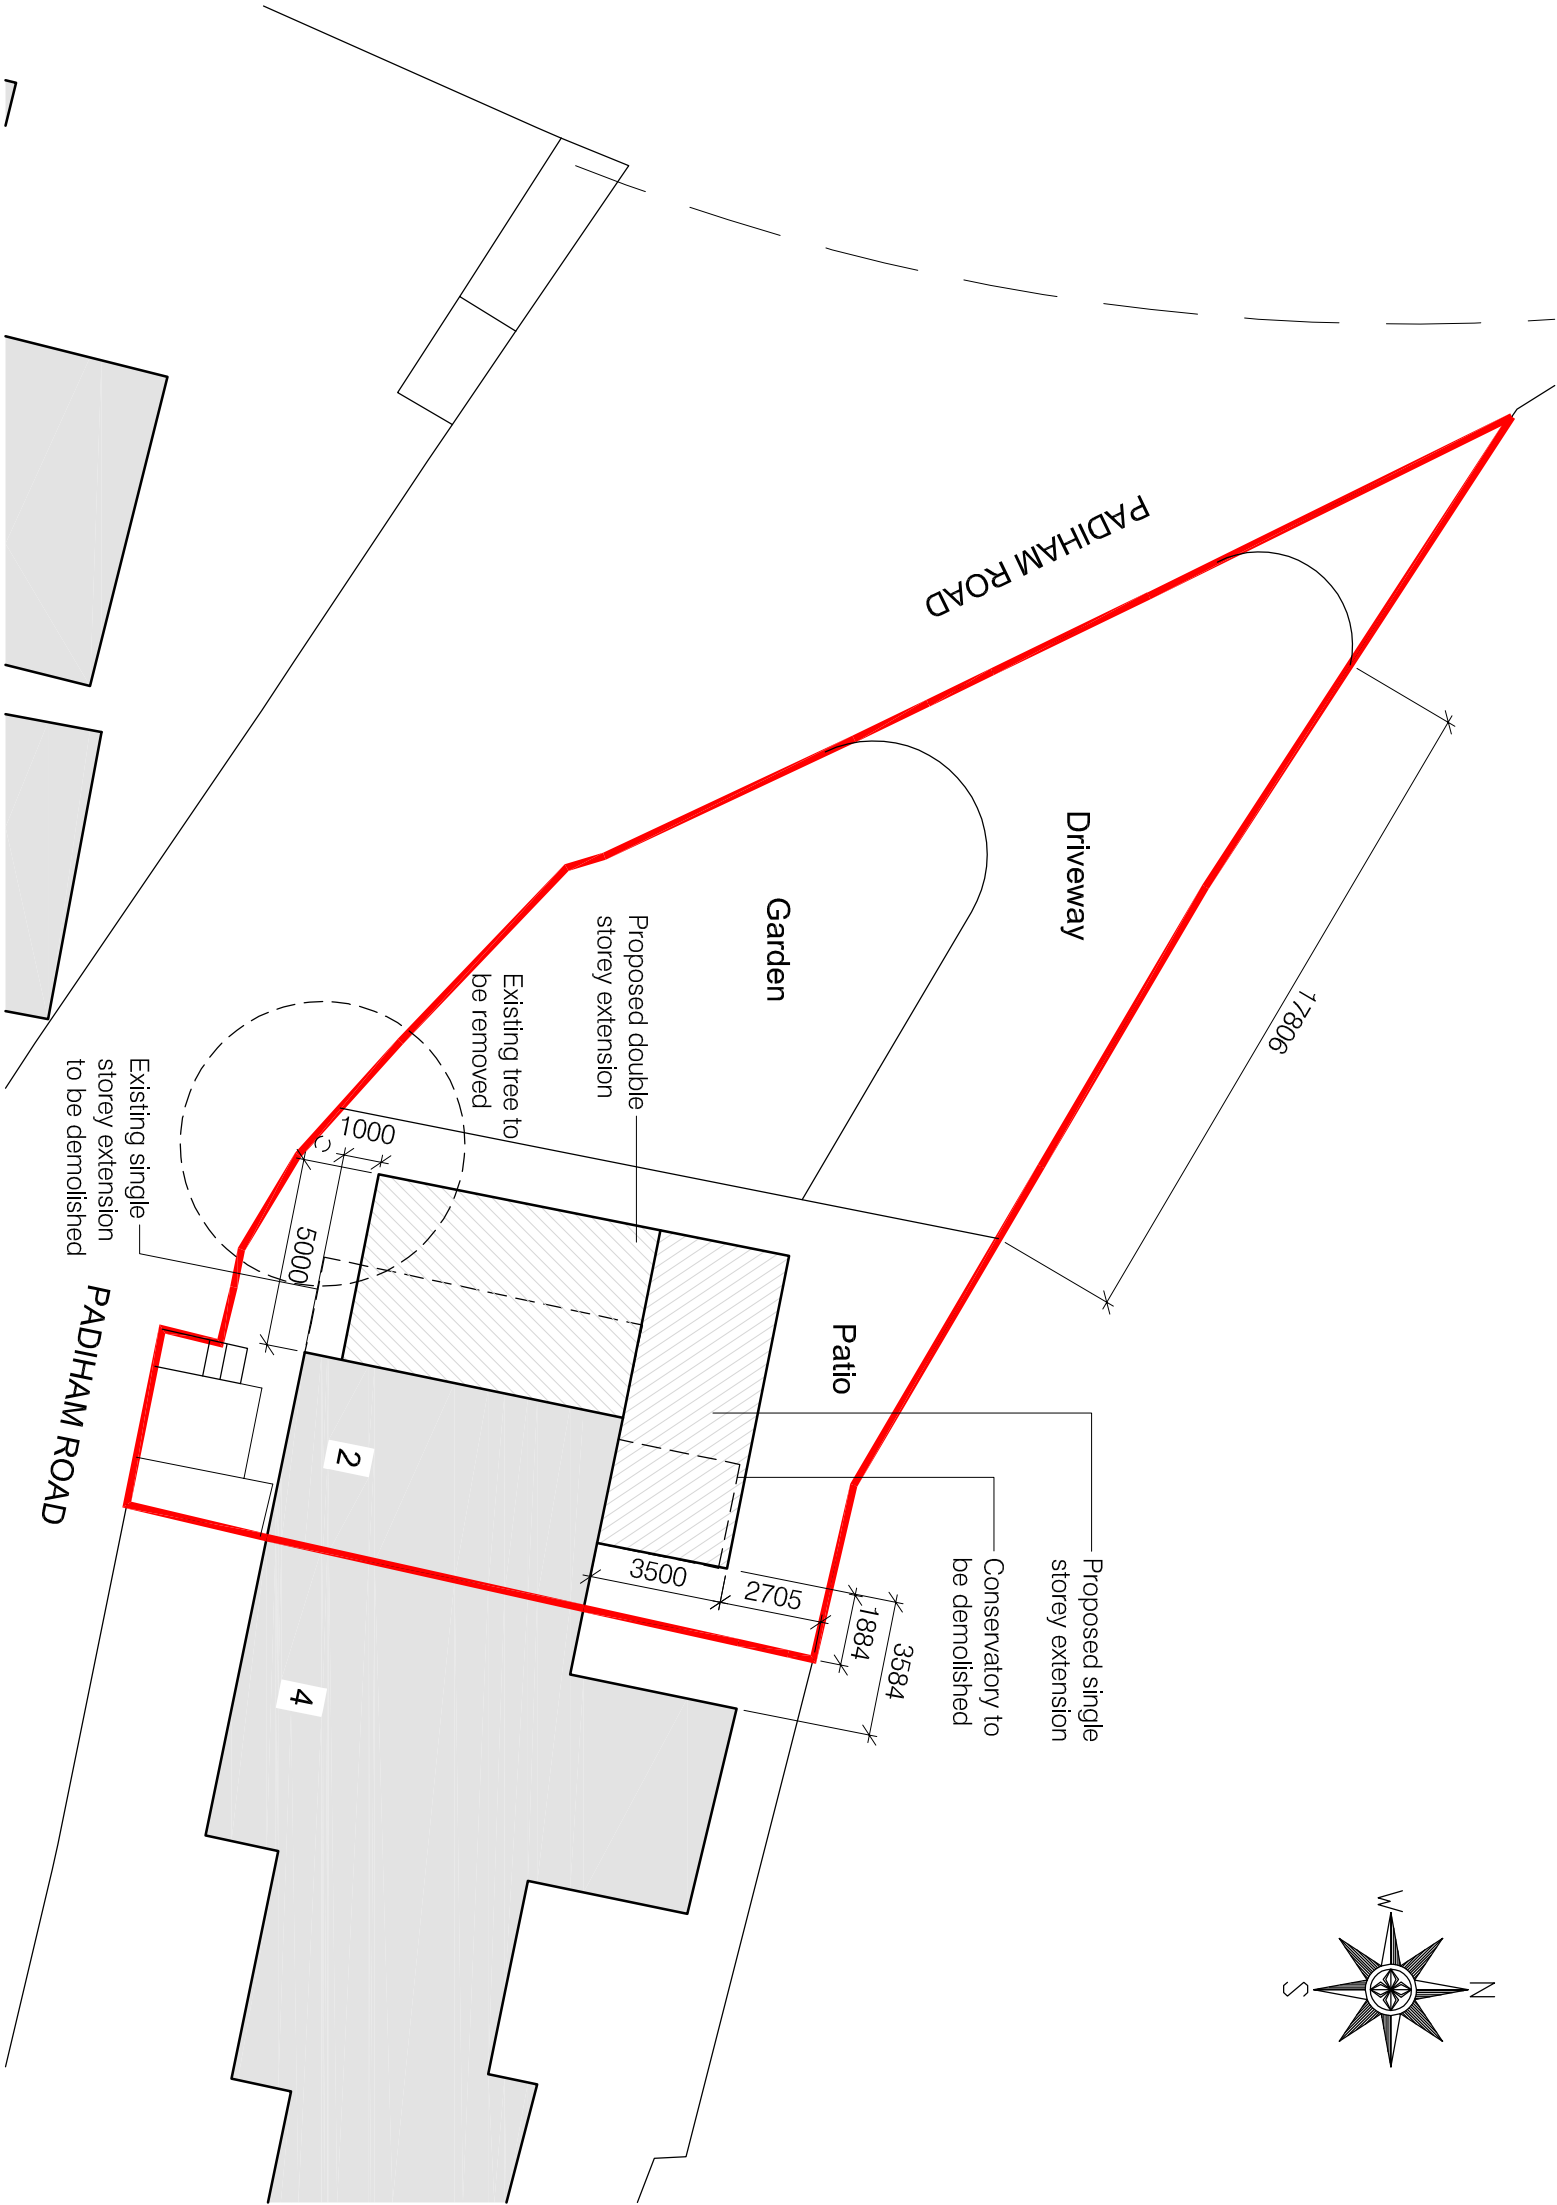 PADIHAM ROAD
Driveway
17806
Garden
Proposed double
storey extension
Existing tree to
be removed
1000
5000
Existing single
storey extension
to be demolished
PADIHAM ROAD
Patio
2
4
3500
2705
1884
3584
Conservatory to
be demolished
Proposed single
storey extension
W
N
S